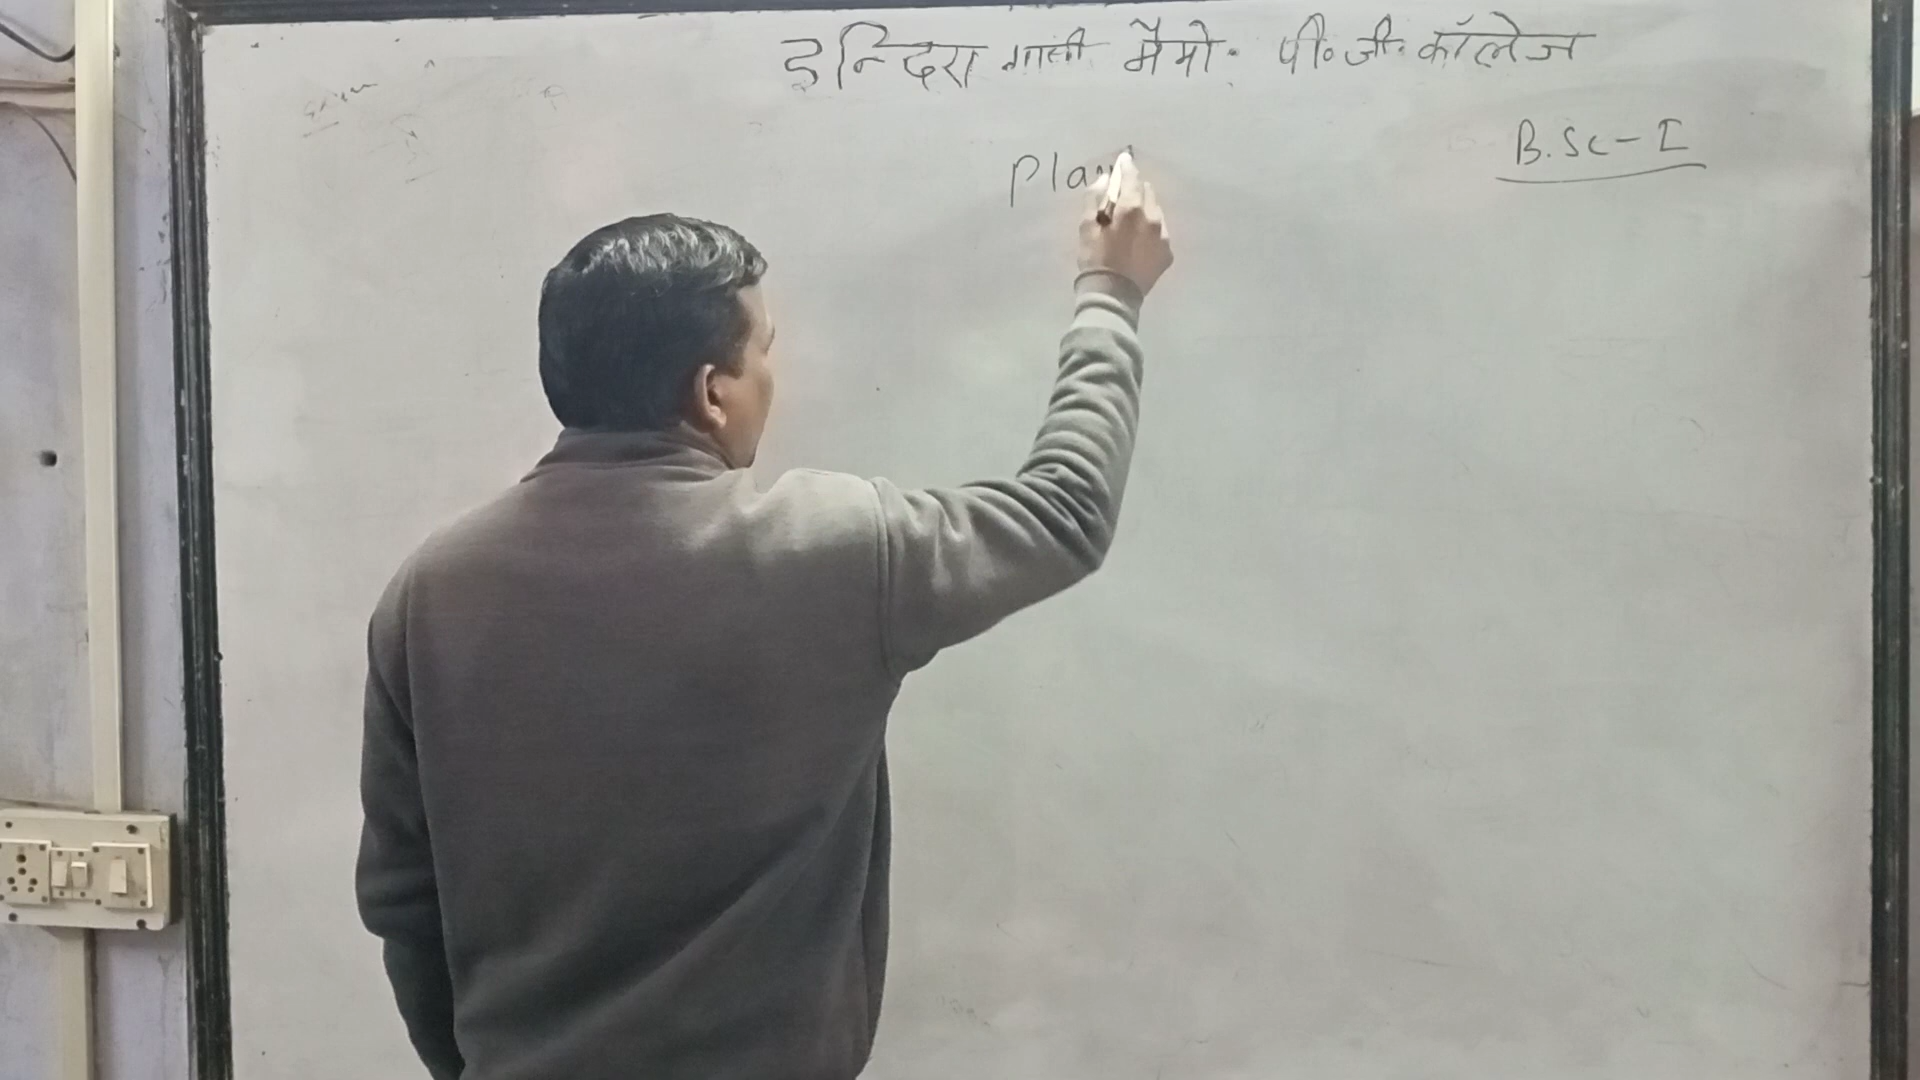 इन्दिरा गाँधी मैमो॰ पी॰ जी॰ कॉलेज
B.Sc-I
Plan